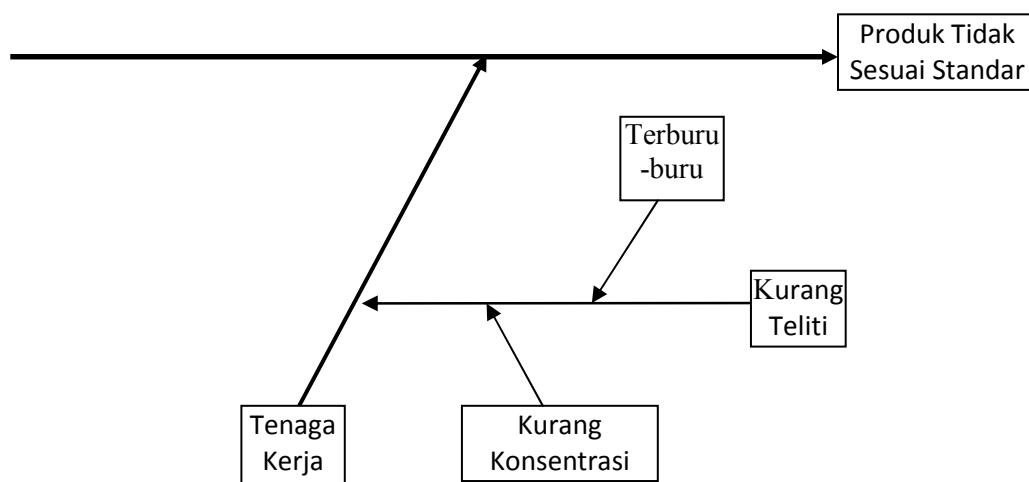 Produk Tidak
Sesuai Standar
Terburu
-buru
Kurang
Teliti
Tenaga
Kerja
Kurang
Konsentrasi